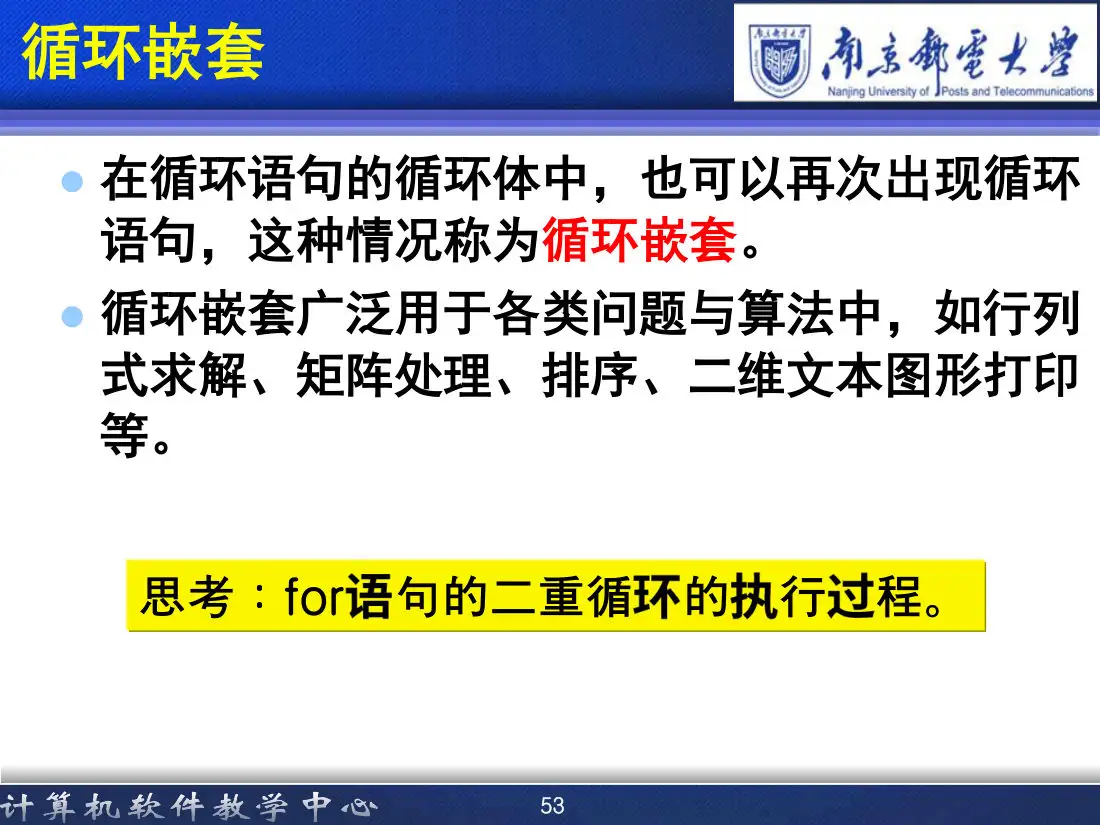 循环嵌套
南京邮电大学
Nanjing University of Posts and Telecommunications
在循环语句的循环体中，也可以再次出现循环
语句，这种情况称为循环嵌套。
循环嵌套广泛用于各类问题与算法中，如行列
式求解、矩阵处理、排序、二维文本图形打印
等。
思考：for语句的二重循环的执行过程。
计算机软件教学中心
53